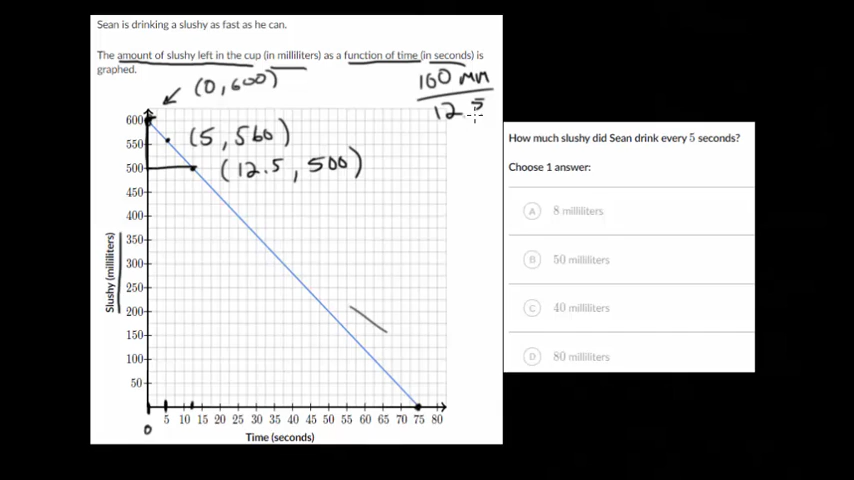 Sean is drinking a slushy as fast as he can.
The amount of slushy left in the cup (in milliliters) as a function of time (in seconds) is
graphed.
(0,600)
100 mm
12.5
(5,560)
(12.5,500)
600
550
500
450
400
350
300
250
200
150
100
50
Slushy (milliliters)
5 10 15 20 25 30 35 40 45 50 55 60 65 70 75 80
0
Time (seconds)
How much slushy did Sean drink every 5 seconds?
Choose 1 answer:
A 8 milliliters
B 50 milliliters
C 40 milliliters
D 80 milliliters